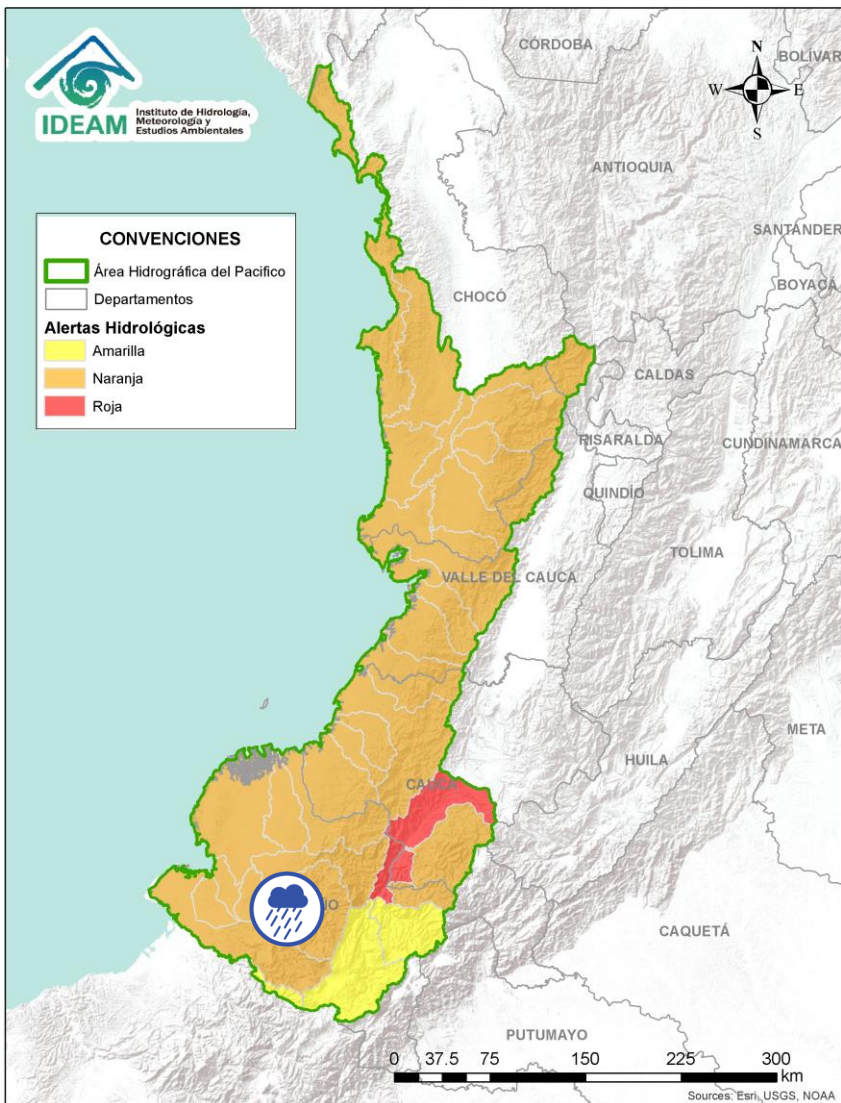 IDEAM
Instituto de Hidrología,
Meteorología y
Estudios Ambientales
CÓRDOBA
BOLÍVAR
N
W
E
S
ANTIOQUIA
SANTANDER
BOYACÁ
CONVENCIONES
Área Hidrográfica del Pacifico
Departamentos
Alertas Hidrológicas
Amarilla
Naranja
Roja
CHOCÓ
CALDAS
RISARALDA
CUNDINAMARCA
QUINDÍO
TOLIMA
VALLE DEL CAUCA
META
HUILA
CAUCA
CAQUETÁ
PUTUMAYO
0 37.5 75 150 225 300
km
Sources: Esri, USGS, NOAA